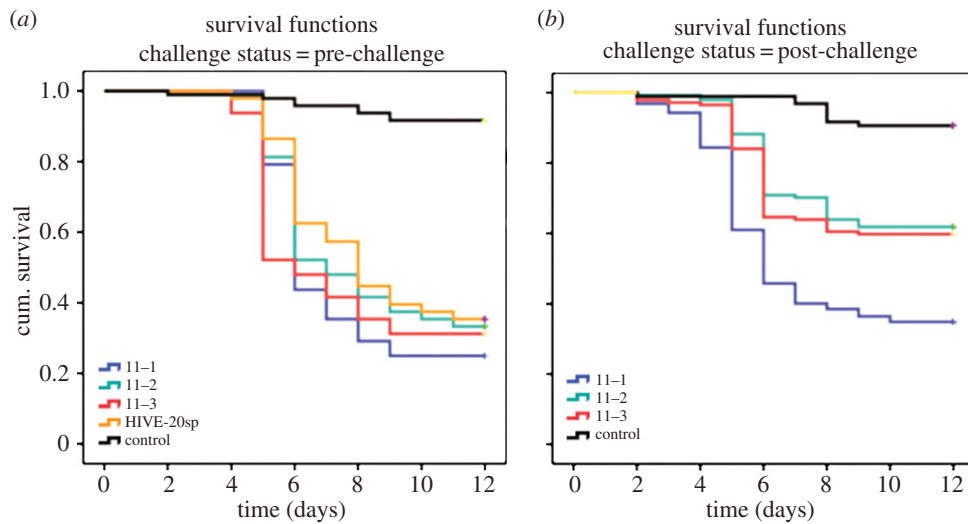 (a)
survival functions
challenge status = pre-challenge
1.0
0.8
0.6
0.4
0.2
0
cum. survival
11–1
11–2
11–3
HIVE-20sp
control
0 2 4 6 8 10 12
time (days)
(b)
survival functions
challenge status = post-challenge
11–1
11–2
11–3
control
0 2 4 6 8 10 12
time (days)